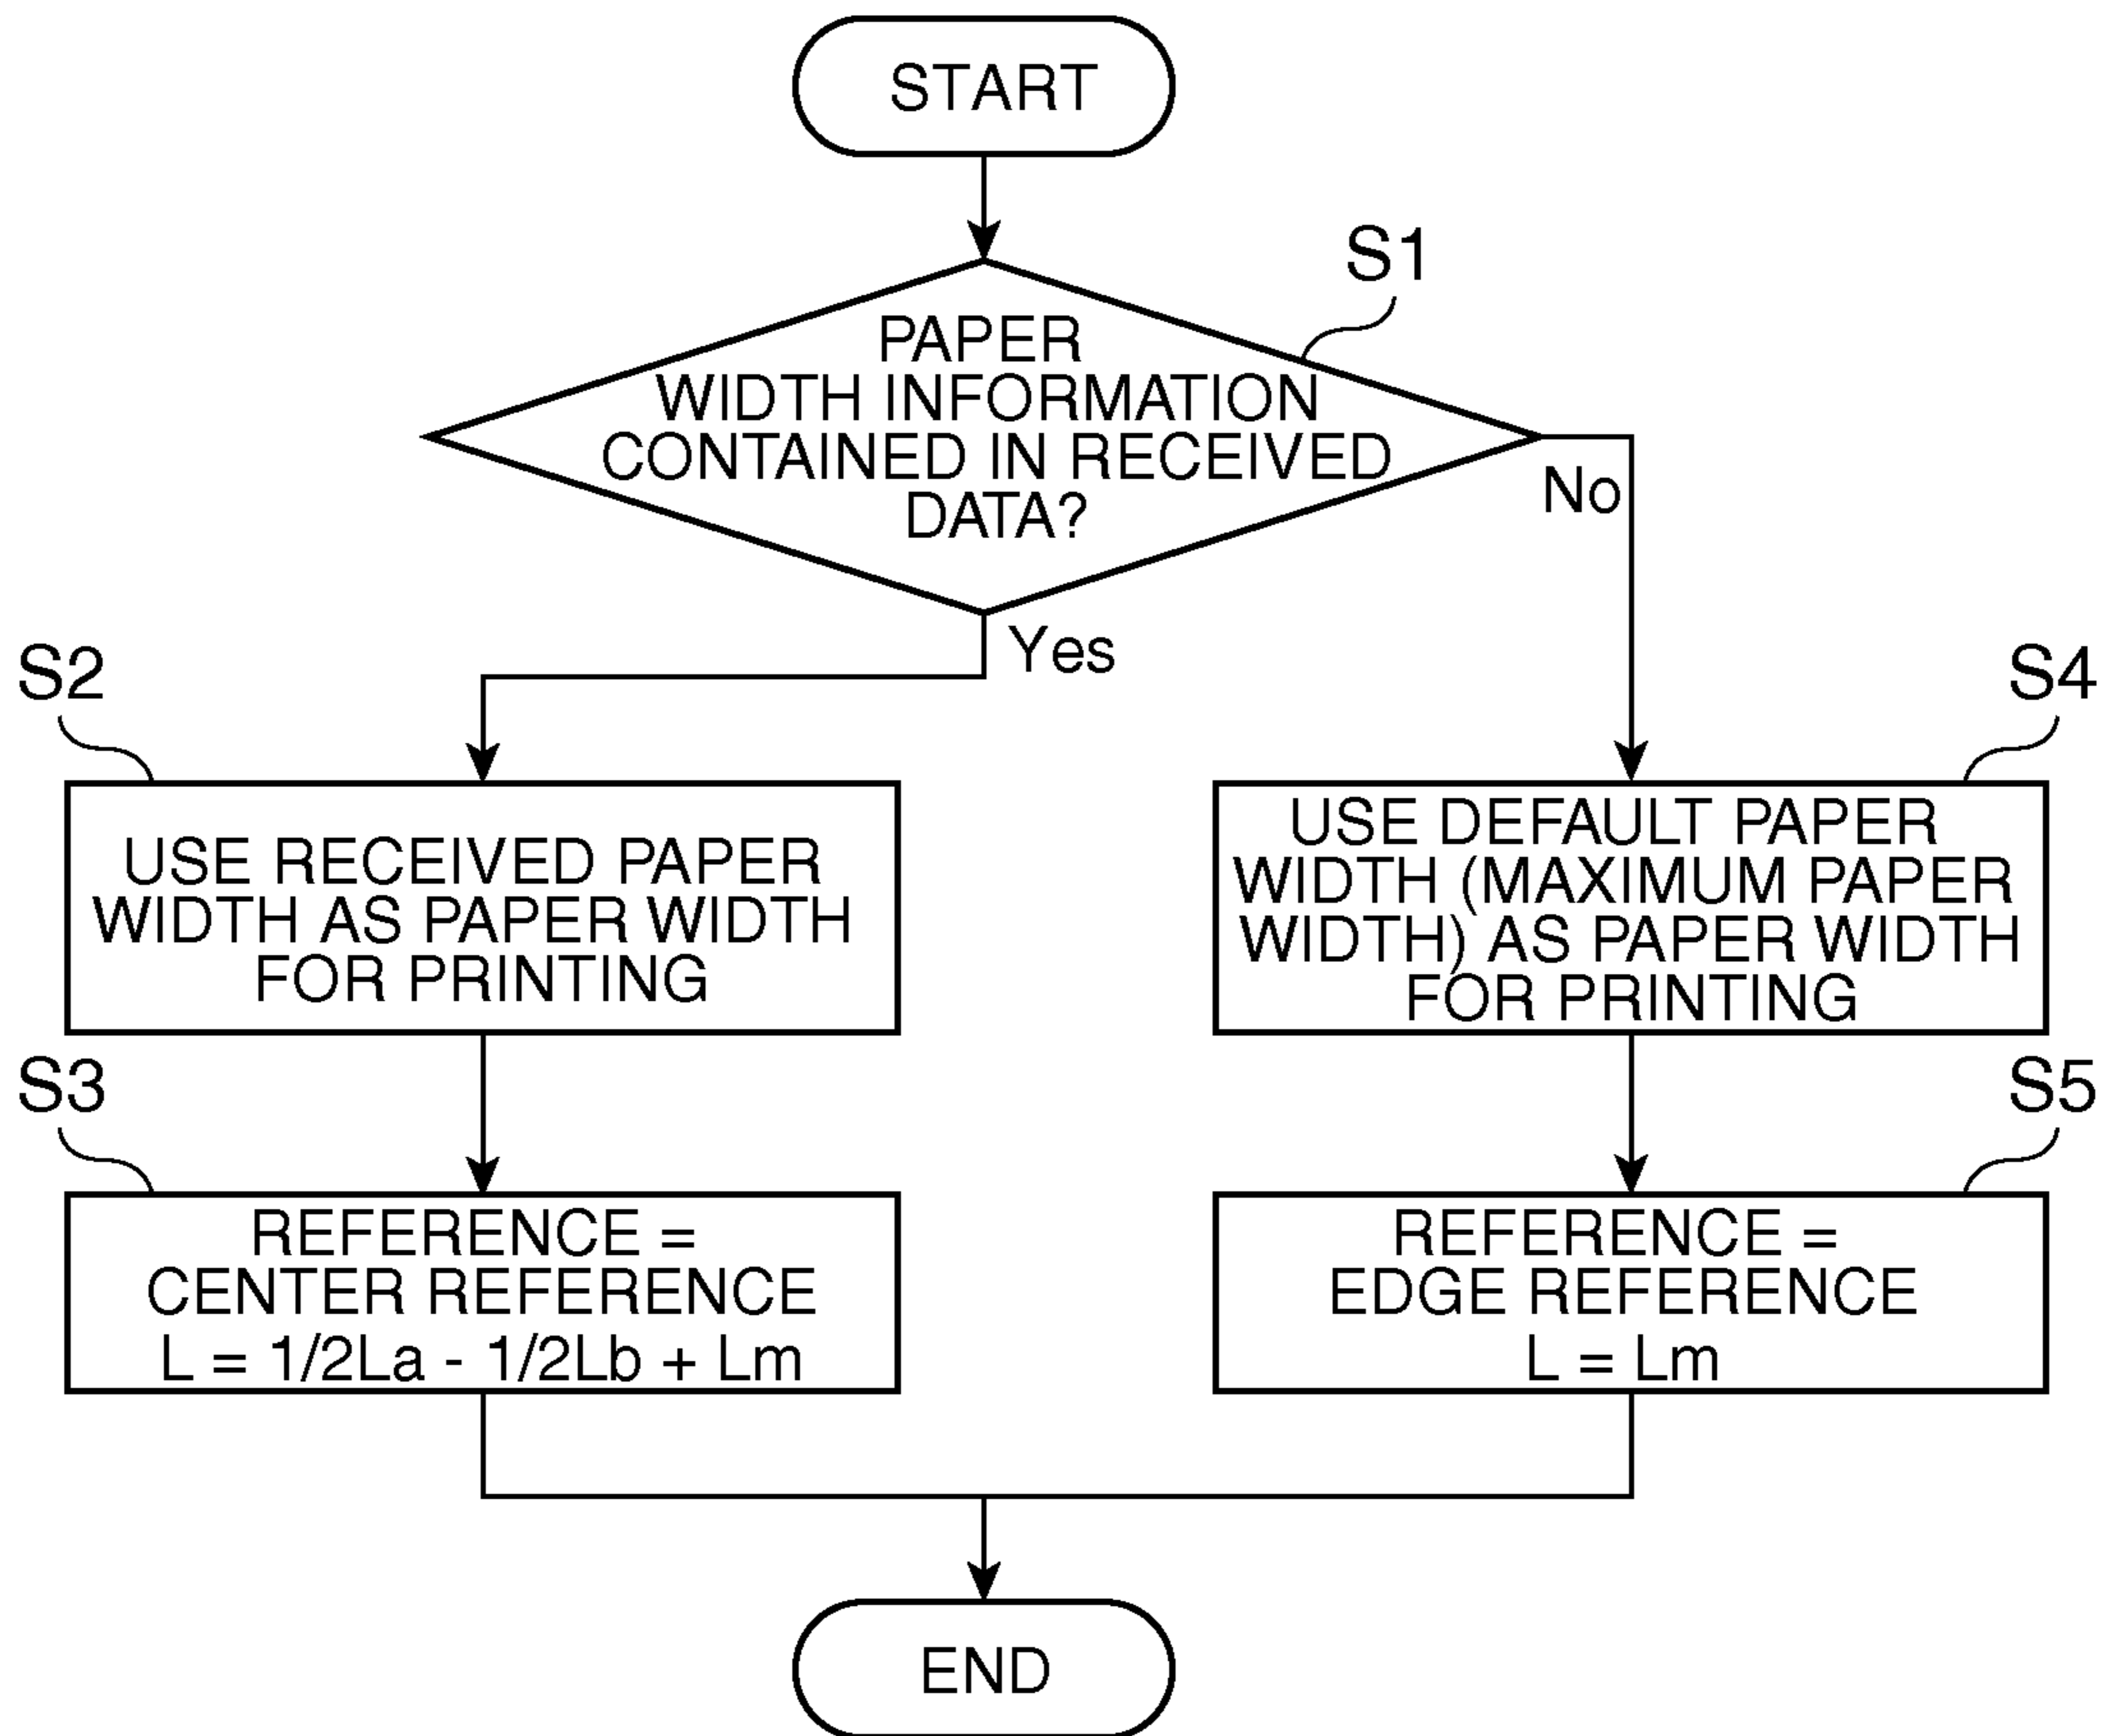 START
S1
PAPER
WIDTH INFORMATION
CONTAINED IN RECEIVED
DATA?
No
Yes
S2
USE RECEIVED PAPER
WIDTH AS PAPER WIDTH
FOR PRINTING
S4
USE DEFAULT PAPER
WIDTH (MAXIMUM PAPER
WIDTH) AS PAPER WIDTH
FOR PRINTING
S3
REFERENCE =
CENTER REFERENCE
L = 1/2La - 1/2Lb + Lm
S5
REFERENCE =
EDGE REFERENCE
L = Lm
END